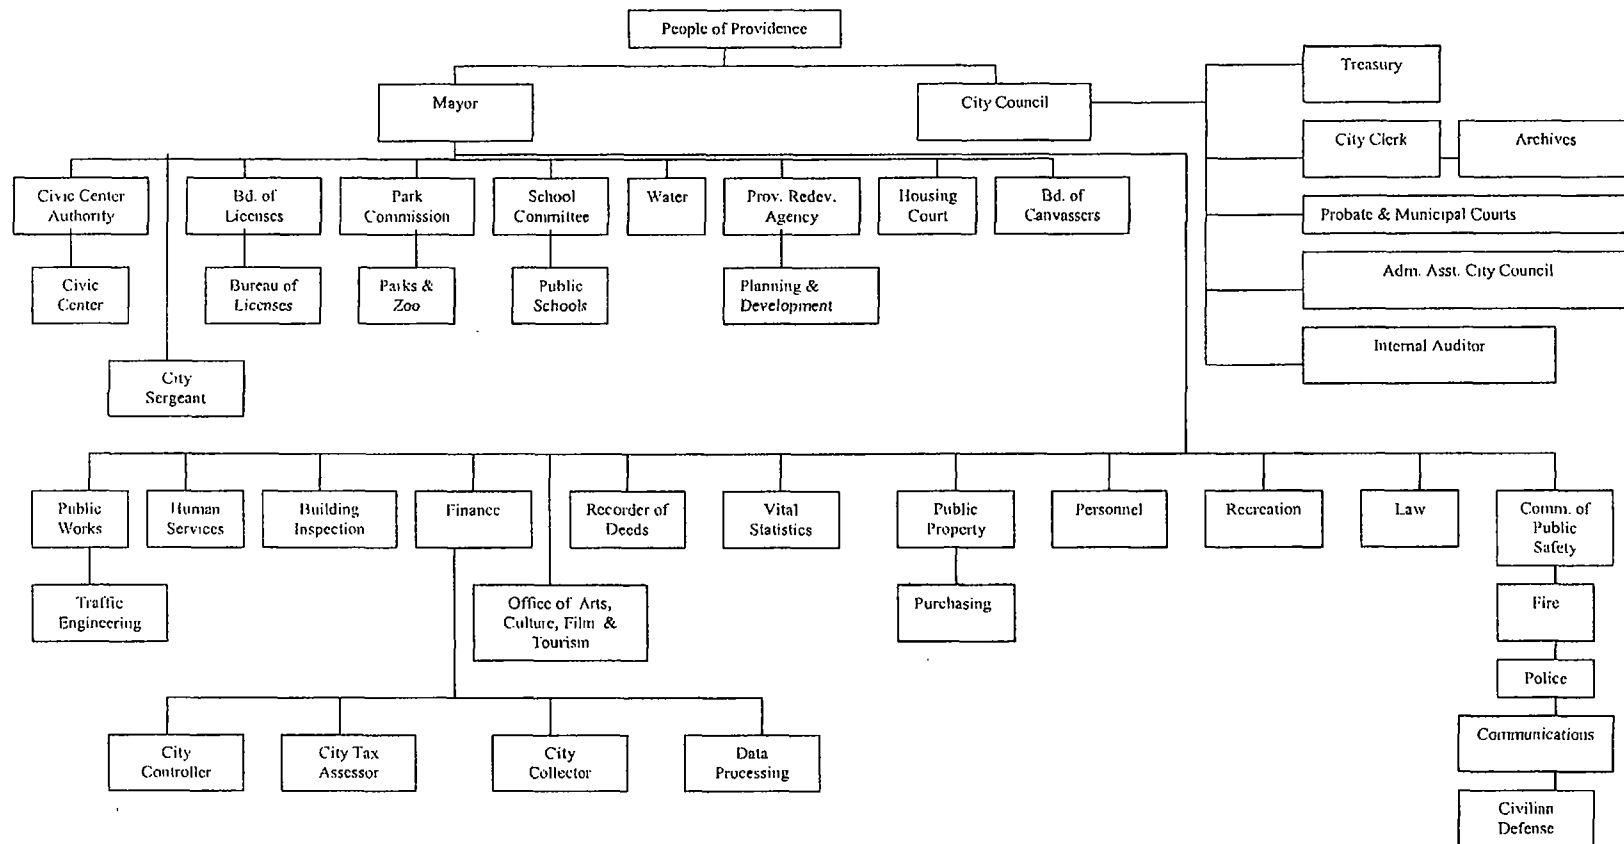 People of Providence
Mayor
City Council
Treasury
City Clerk
Archives
Probate & Municipal Courts
Adm. Asst. City Council
Internal Auditor
Civic Center
Authority
Bd. of
Licenses
Park
Commission
School
Committee
Water
Prov. Redev.
Agency
Housing
Court
Bd. of
Canvassers
Civic
Center
Bureau of
Licenses
Parks &
Zoo
Public
Schools
Planning &
Development
City
Sergeant
Public
Works
Human
Services
Building
Inspection
Finance
Recorder of
Deeds
Vital
Statistics
Public
Property
Personnel
Recreation
Law
Comm. of
Public
Safety
Traffic
Engineering
Office of Arts,
Culture, Film &
Tourism
Purchasing
Fire
Police
Communications
Civilian
Defense
City
Controller
City Tax
Assessor
City
Collector
Data
Processing